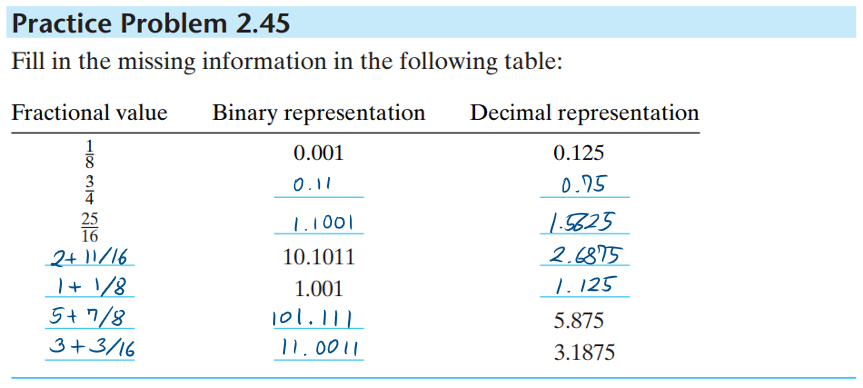 Practice Problem 2.45
Fill in the missing information in the following table:
Fractional value Binary representation Decimal representation
1/8 0.001 0.125
3/4 0.11 0.75
25/16 1.1001 1.5625
2+ 11/16 10.1011 2.6875
1+ 1/8 1.001 1.125
5+ 7/8 101.111 5.875
3+3/16 11.0011 3.1875